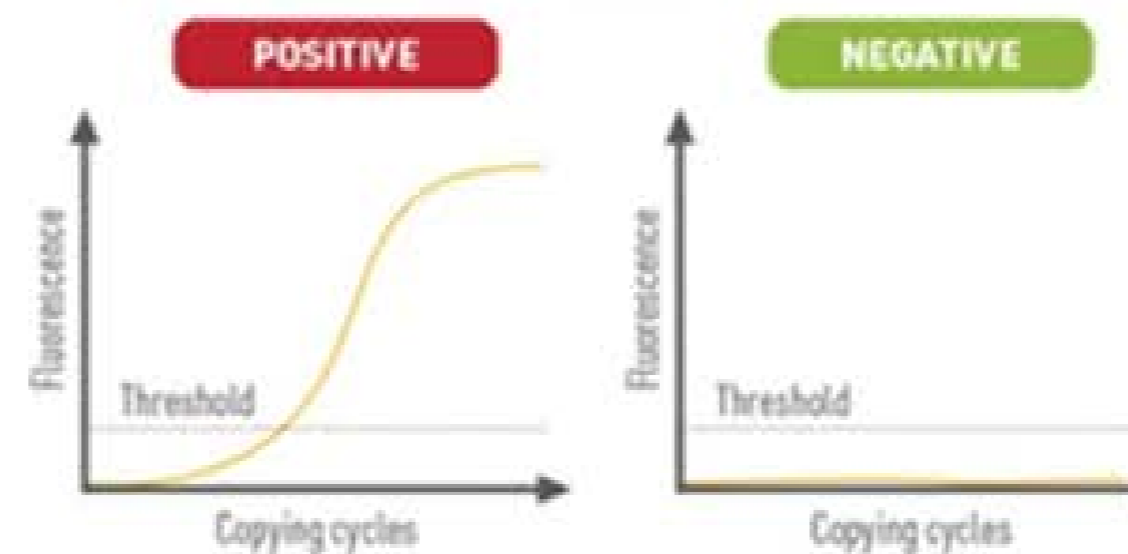 POSITIVE
Fluorescence
Threshold
Copying cycles
NEGATIVE
Fluorescence
Threshold
Copying cycles